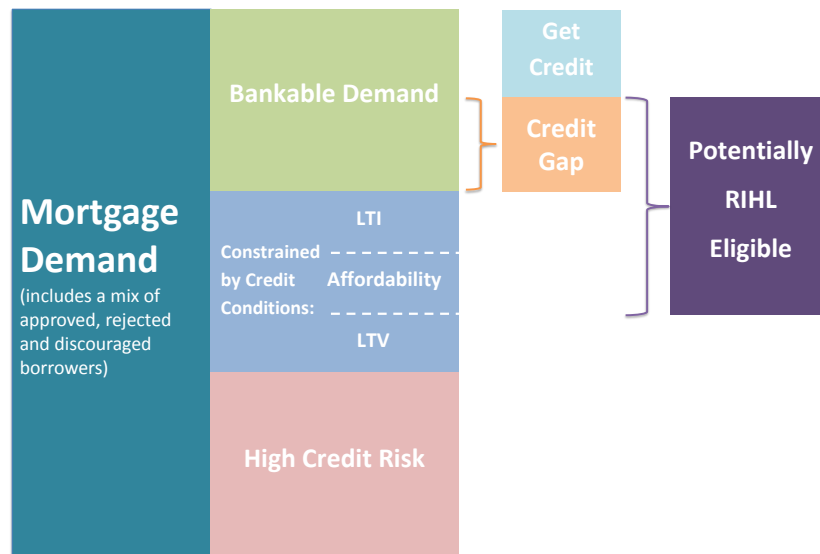 Mortgage
Demand
(includes a mix of
approved, rejected
and discouraged
borrowers)
Bankable Demand
Constrained
by Credit
Conditions:
LTI
Affordability
LTV
High Credit Risk
Get
Credit
Credit
Gap
Potentially
RIHL
Eligible